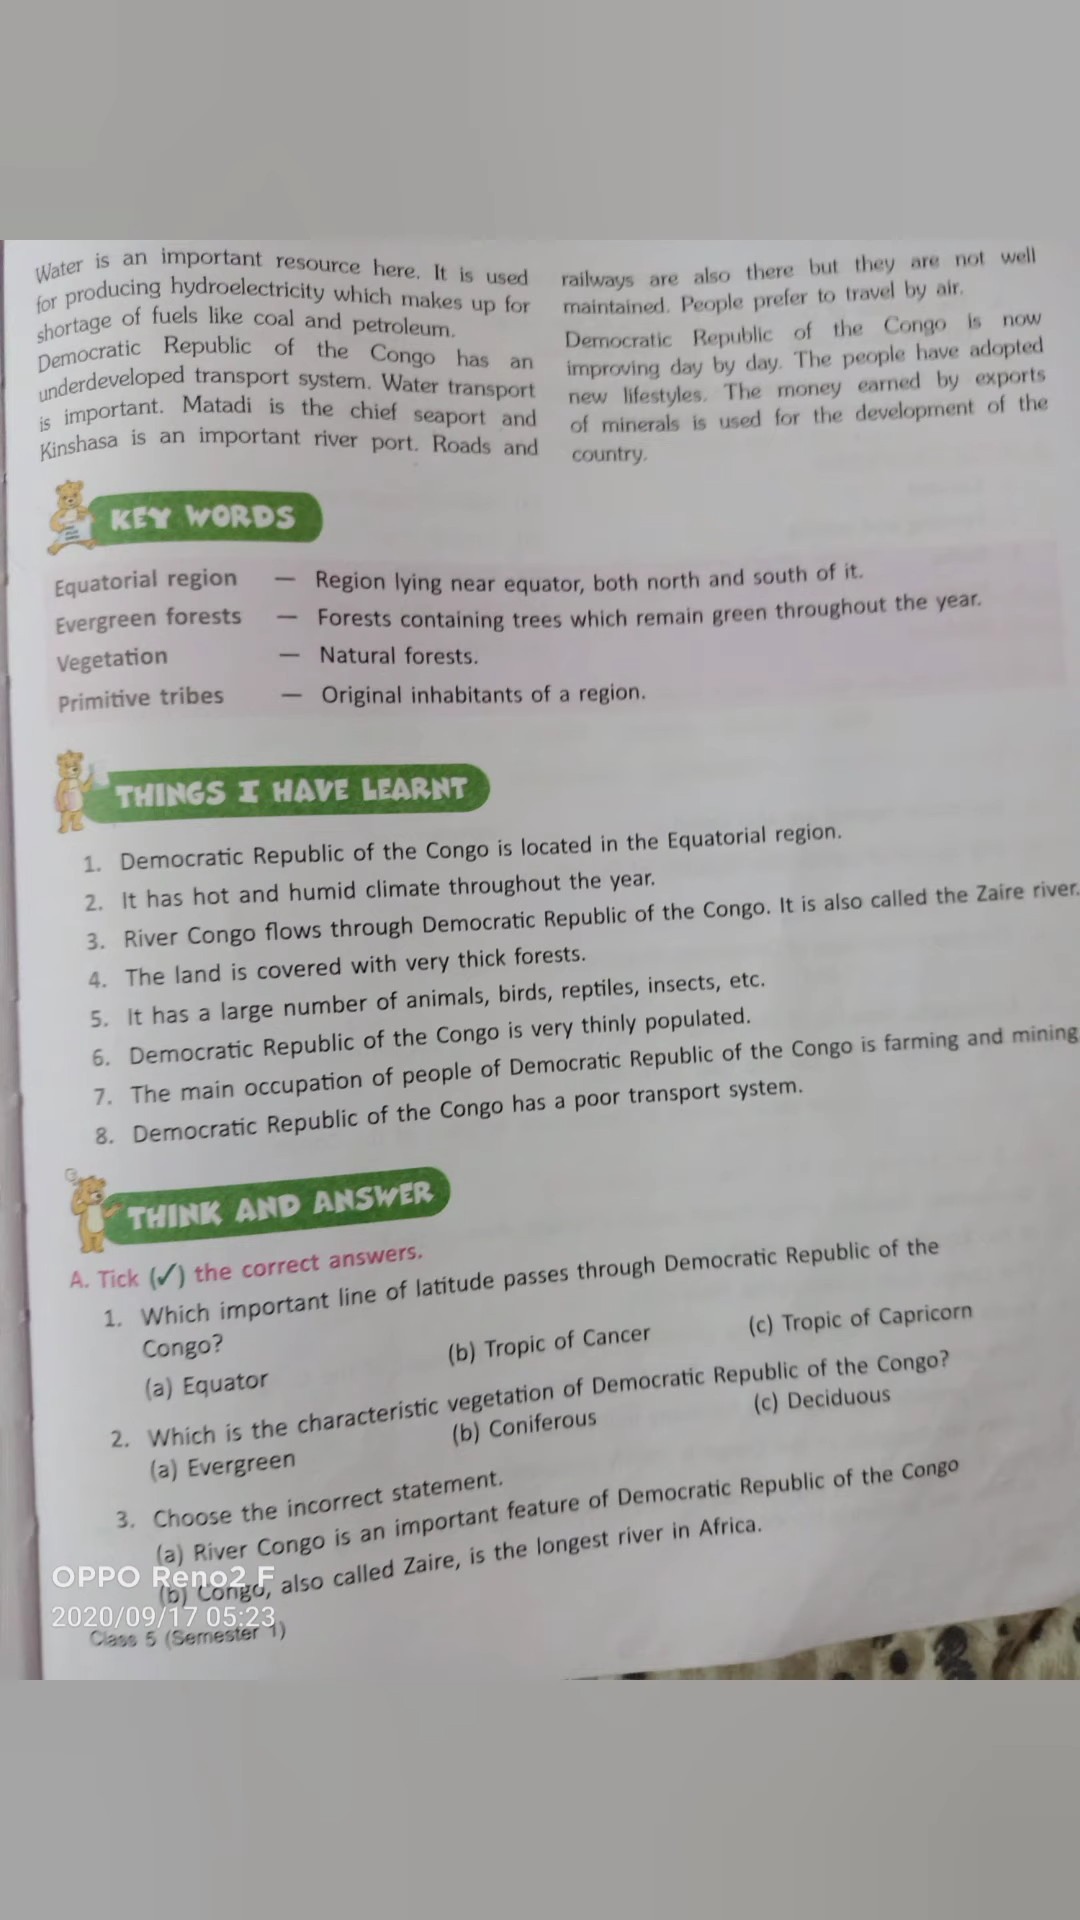 Water is an important resource here. It is used
for producing hydroelectricity which makes up for
shortage of fuels like coal and petroleum.
Democratic Republic of the Congo has an
underdeveloped transport system. Water transport
is important. Matadi is the chief seaport and
Kinshasa is an important river port. Roads and
railways are also there but they are not well
maintained. People prefer to travel by air.
Democratic Republic of the Congo is now
improving day by day. The people have adopted
new lifestyles. The money earned by exports
of minerals is used for the development of the
country.
KEY WORDS
Equatorial region — Region lying near equator, both north and south of it.
Evergreen forests — Forests containing trees which remain green throughout the year.
Vegetation — Natural forests.
Primitive tribes — Original inhabitants of a region.
THINGS I HAVE LEARNT
1. Democratic Republic of the Congo is located in the Equatorial region.
2. It has hot and humid climate throughout the year.
3. River Congo flows through Democratic Republic of the Congo. It is also called the Zaire river.
4. The land is covered with very thick forests.
5. It has a large number of animals, birds, reptiles, insects, etc.
6. Democratic Republic of the Congo is very thinly populated.
7. The main occupation of people of Democratic Republic of the Congo is farming and mining
8. Democratic Republic of the Congo has a poor transport system.
THINK AND ANSWER
A. Tick (✓) the correct answers.
1. Which important line of latitude passes through Democratic Republic of the
Congo?
(a) Equator (b) Tropic of Cancer (c) Tropic of Capricorn
2. Which is the characteristic vegetation of Democratic Republic of the Congo?
(a) Evergreen (b) Coniferous (c) Deciduous
3. Choose the incorrect statement.
(a) River Congo is an important feature of Democratic Republic of the Congo
(b) Congo, also called Zaire, is the longest river in Africa.
OPPO Reno2 F
2020/09/17 05:23
Class 5 (Semester 1)